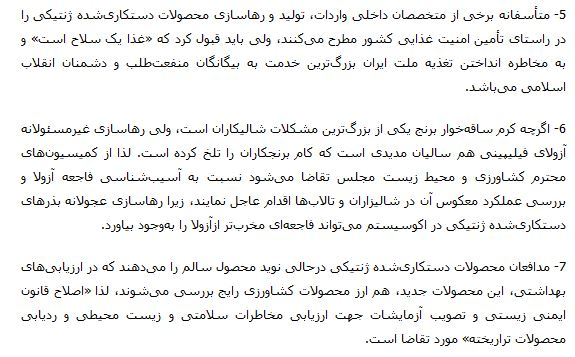 5- متأسفانه برخی از متخصصان داخلی واردات، تولید و رهاسازی محصولات دستکاری‌شده ژنتیکی را
در راستای تأمین امنیت غذایی کشور مطرح می‌کنند، ولی باید قبول کرد که «غذا یک سلاح است» و
به مخاطره انداختن تغذیه ملت ایران بزرگ‌ترین خدمت به بیگانگان منفعت‌طلب و دشمنان انقلاب
اسلامی می‌باشد.
6- اگرچه کرم ساقه‌خوار برنج یکی از بزرگ‌ترین مشکلات شالیکاران است، ولی رهاسازی غیرمسئولانه
آزولای فیلیپینی هم سالیان مدیدی است که کام برنجکاران را تلخ کرده است. لذا از کمیسیون‌های
محترم کشاورزی و محیط زیست مجلس تقاضا می‌شود نسبت به آسیب‌شناسی فاجعه آزولا و
بررسی عملکرد معکوس آن در شالیزاران و تالاب‌ها اقدام عاجل نمایند، زیرا رهاسازی عجولانه بذرهای
دستکاری‌شده ژنتیکی در اکوسیستم می‌تواند فاجعه‌ای مخرب‌تر ازآزولا را به‌وجود بیاورد.
7- مدافعان محصولات دستکاری‌شده ژنتیکی درحالی نوید محصول سالم را می‌دهند که در ارزیابی‌های
بهداشتی، این محصولات جدید، هم ارز محصولات کشاورزی رایج بررسی می‌شوند، لذا «اصلاح قانون
ایمنی زیستی و تصویب آزمایشات جهت ارزیابی مخاطرات سلامتی و زیست محیطی و ردیابی
محصولات تراریخته» مورد تقاضا است.